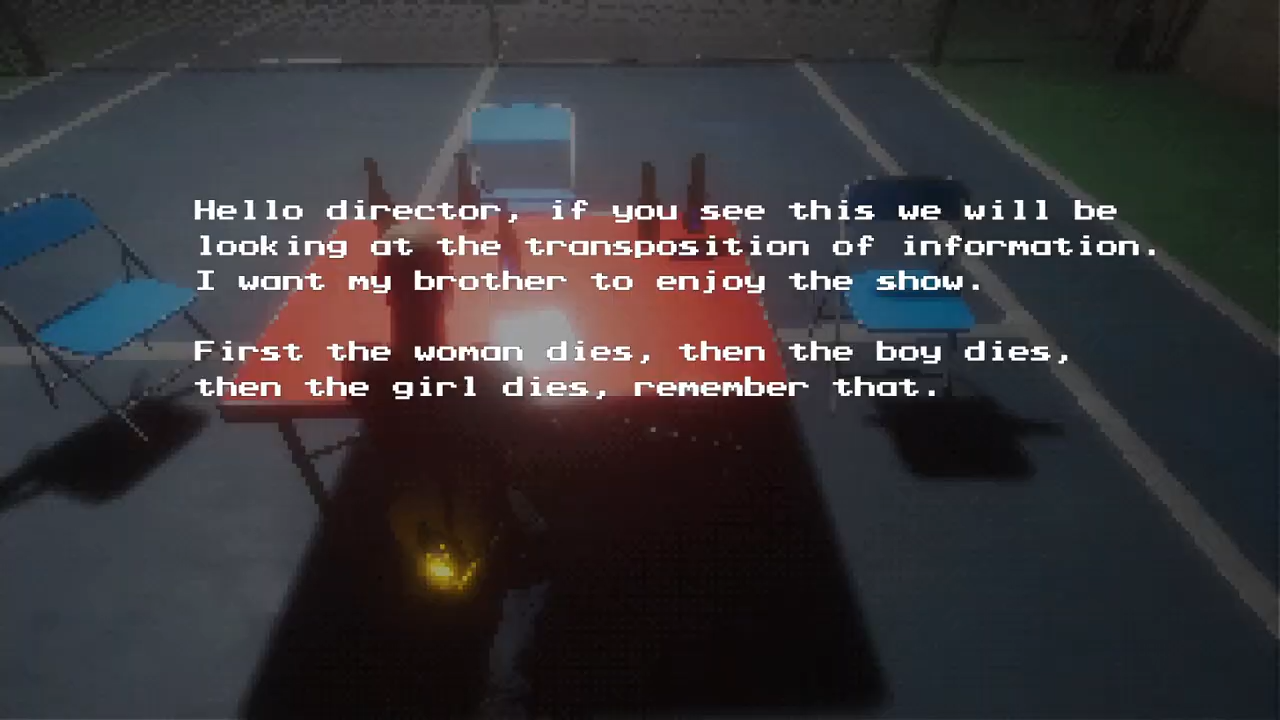 Hello director, if you see this we will be
looking at the transposition of information.
I want my brother to enjoy the show.
First the woman dies, then the boy dies,
then the girl dies, remember that.